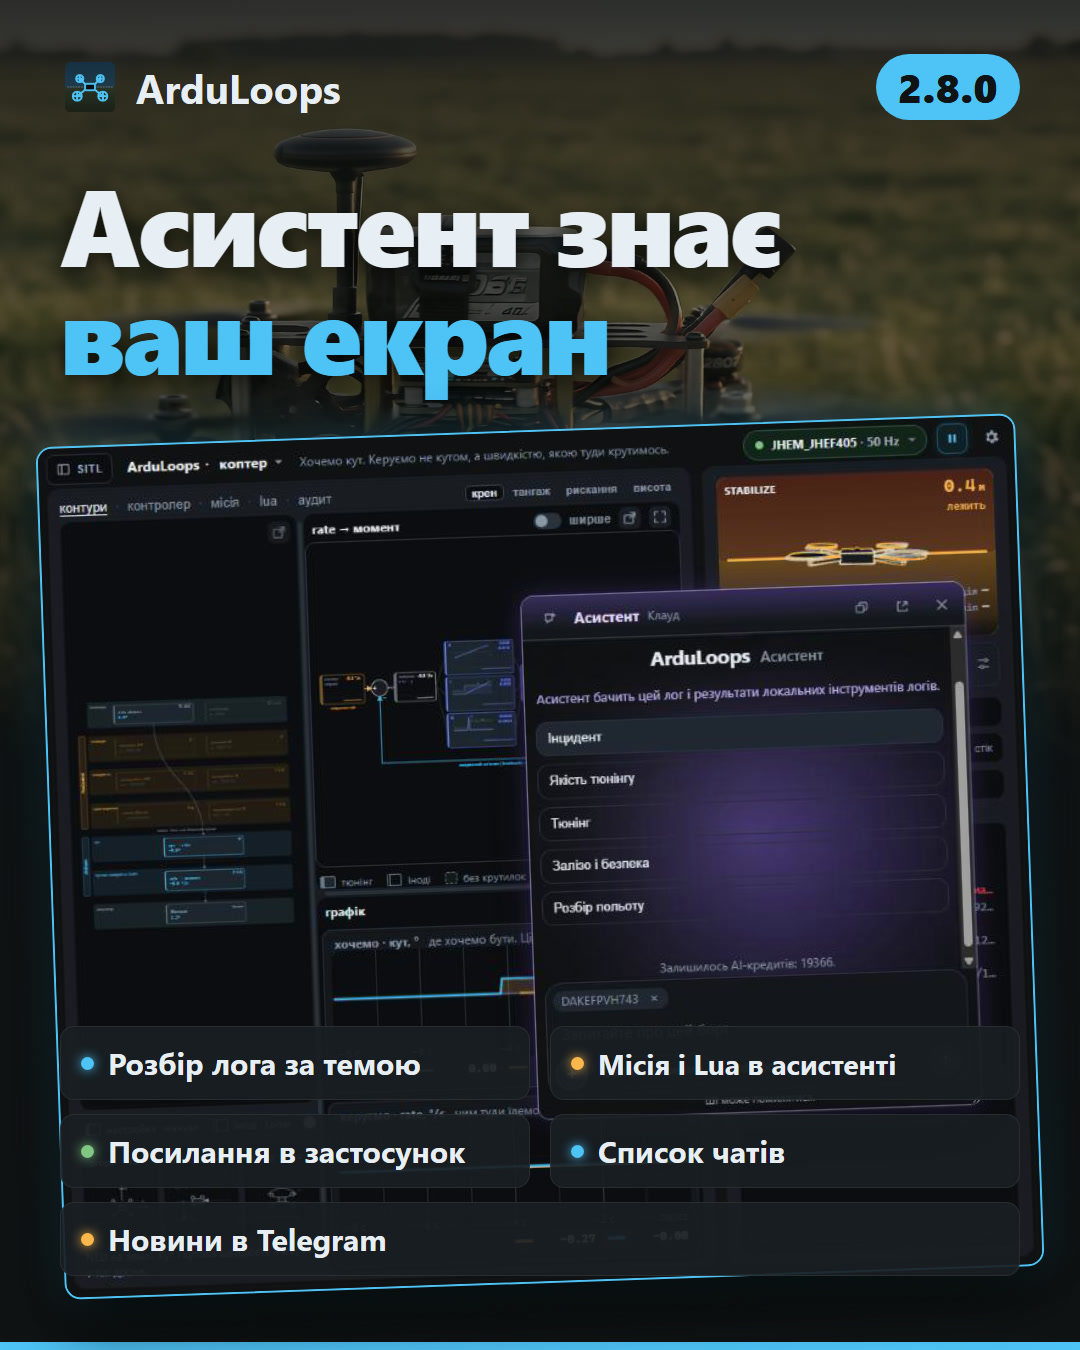 ArduLoops
2.8.0
Асистент знає
ваш екран
SITL
ArduLoops · коптер
Хочемо кут. Керуємо не кутом, а швидкістю, якою туди крутимось.
JHEM_JHEF405 · 50 Hz
контури · контролер · місія · lua · аудит
крен тангаж рискання висота
STABILIZE
0.4 м
лежить
rate → момент
ширше
Асистент Клауд
ArduLoops Асистент
Асистент бачить цей лог і результати локальних інструментів логів.
Інцидент
Якість тюнінгу
Тюнінг
Залізо і безпека
Розбір польоту
тюнінг іноді без крутилок
графік
хочемо · кут, ° де хочемо бути.
Залишилось AI-кредитів: 19366.
DAKEFPVH743 ×
Розбір лога за темою
Місія і Lua в асистенті
Посилання в застосунок
Список чатів
Новини в Telegram